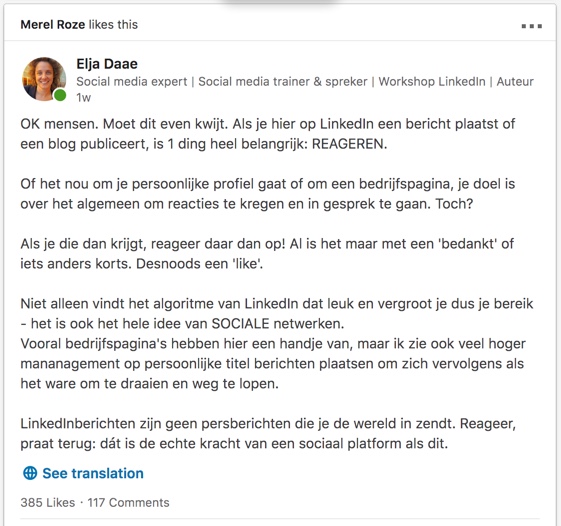 Merel Roze likes this
Elja Daae
Social media expert | Social media trainer & spreker | Workshop LinkedIn | Auteur
1w
OK mensen. Moet dit even kwijt. Als je hier op LinkedIn een bericht plaatst of
een blog publiceert, is 1 ding heel belangrijk: REAGEREN.
Of het nou om je persoonlijke profiel gaat of om een bedrijfspagina, je doel is
over het algemeen om reacties te kregen en in gesprek te gaan. Toch?
Als je die dan krijgt, reageer daar dan op! Al is het maar met een 'bedankt' of
iets anders korts. Desnoods een 'like'.
Niet alleen vindt het algoritme van LinkedIn dat leuk en vergroot je dus je bereik
- het is ook het hele idee van SOCIALE netwerken.
Vooral bedrijfspagina's hebben hier een handje van, maar ik zie ook veel hoger
mananagement op persoonlijke titel berichten plaatsen om zich vervolgens als
het ware om te draaien en weg te lopen.
LinkedInberichten zijn geen persberichten die je de wereld in zendt. Reageer,
praat terug: dát is de echte kracht van een sociaal platform als dit.
See translation
385 Likes · 117 Comments